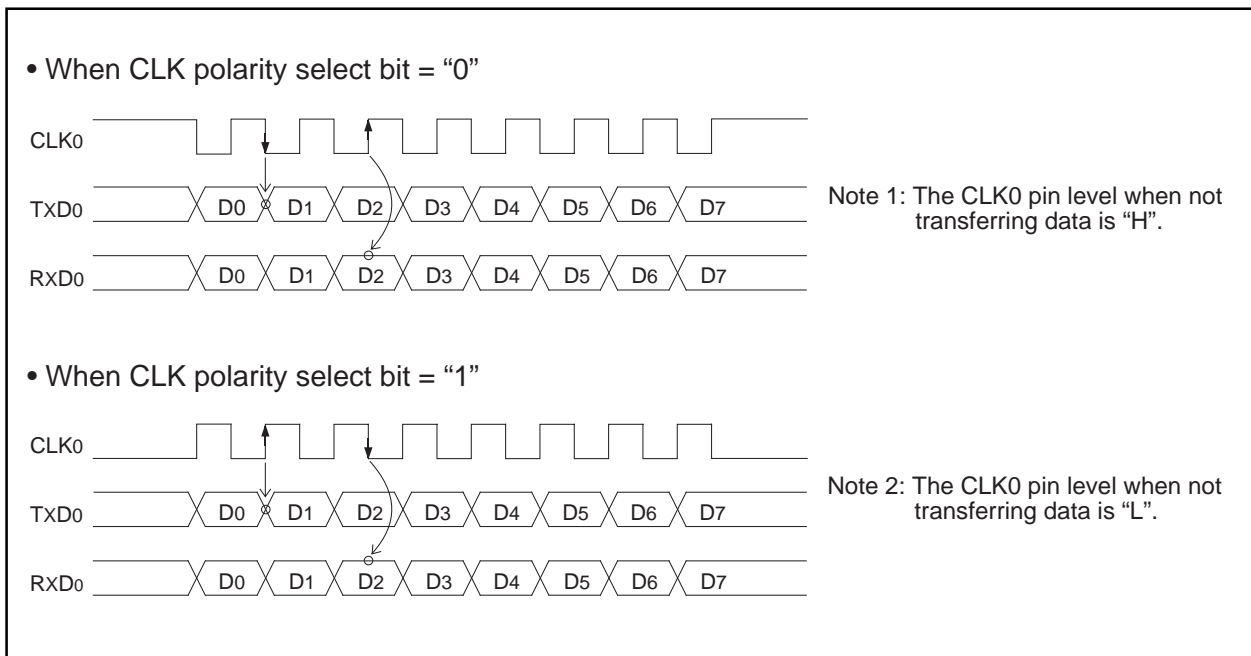 • When CLK polarity select bit = “0”
CLK0
TXD0 D0 D1 D2 D3 D4 D5 D6 D7
RXD0 D0 D1 D2 D3 D4 D5 D6 D7
Note 1: The CLK0 pin level when not
transferring data is “H”.
• When CLK polarity select bit = “1”
CLK0
TXD0 D0 D1 D2 D3 D4 D5 D6 D7
RXD0 D0 D1 D2 D3 D4 D5 D6 D7
Note 2: The CLK0 pin level when not
transferring data is “L”.